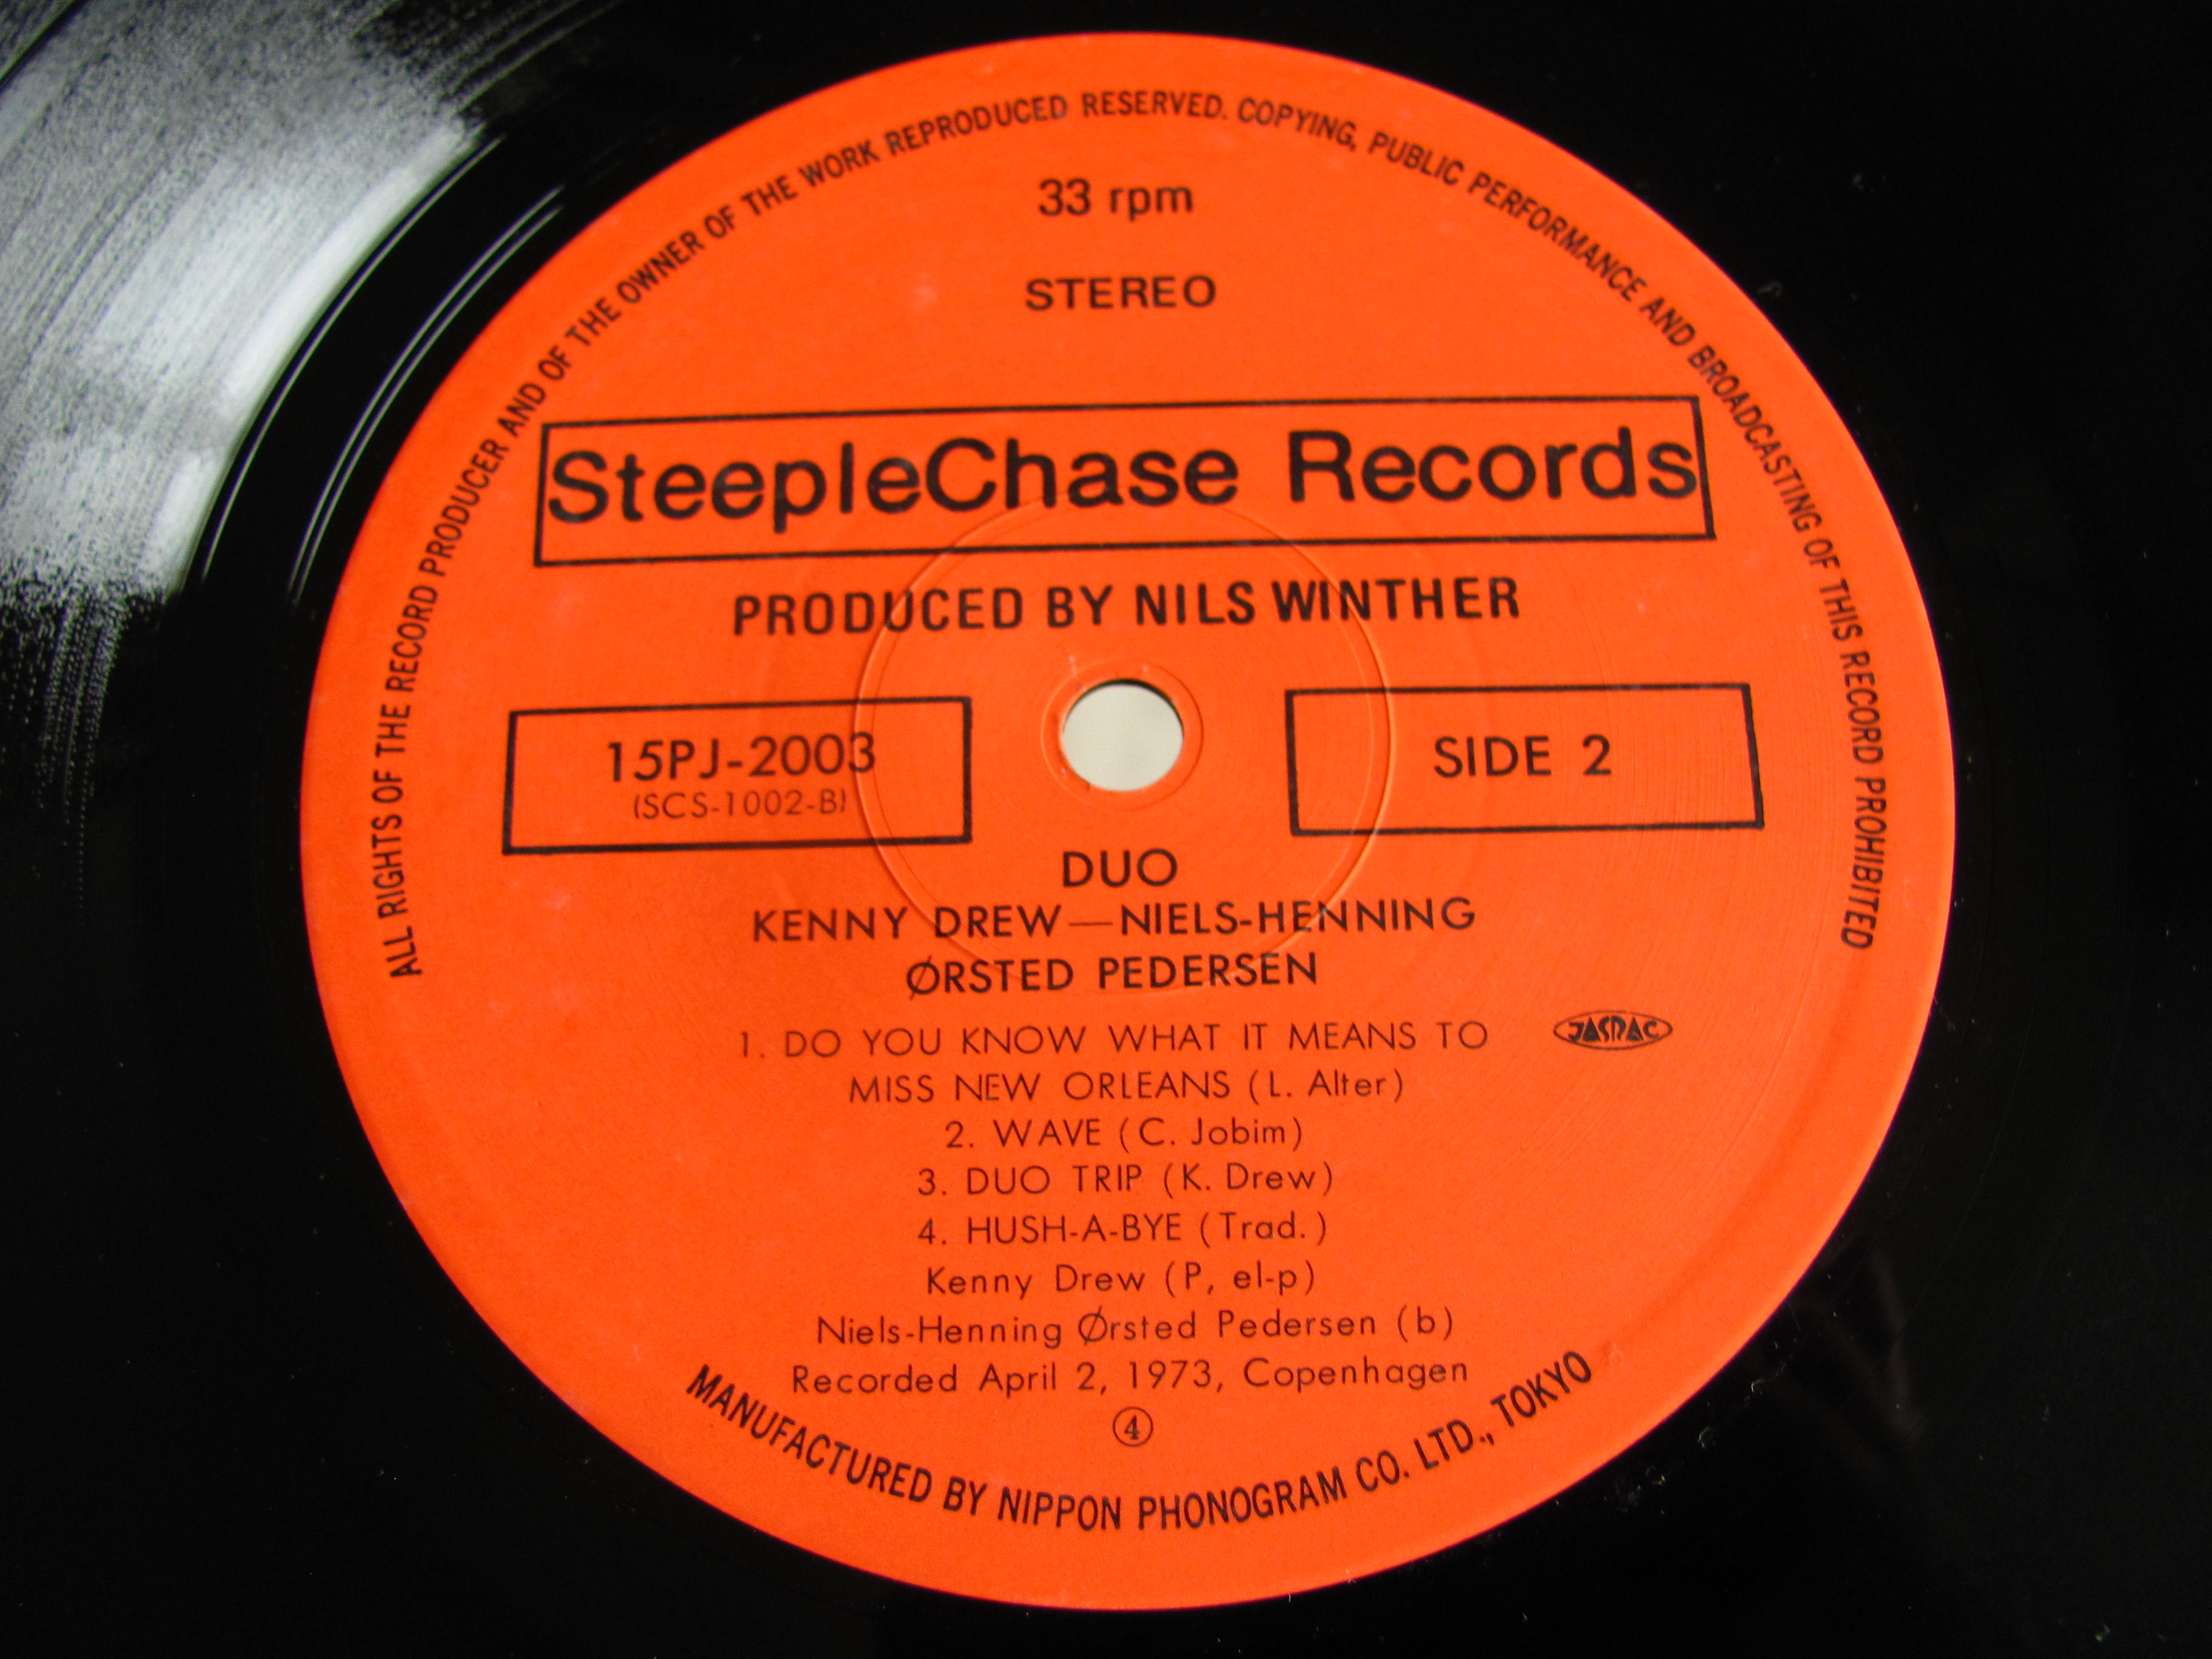 ALL RIGHTS OF THE RECORD PRODUCER AND OF THE OWNER OF THE WORK REPRODUCED RESERVED. COPYING, PUBLIC PERFORMANCE AND BROADCASTING OF THIS RECORD PROHIBITED
33 rpm
STEREO
SteepleChase Records
PRODUCED BY NILS WINTHER
15PJ-2003
(SCS-1002-B)
SIDE 2
DUO
KENNY DREW—NIELS-HENNING
ØRSTED PEDERSEN
1. DO YOU KNOW WHAT IT MEANS TO
MISS NEW ORLEANS (L. Alter)
JASRAC
2. WAVE (C. Jobim)
3. DUO TRIP (K. Drew)
4. HUSH-A-BYE (Trad.)
Kenny Drew (P, el-p)
Niels-Henning Ørsted Pedersen (b)
Recorded April 2, 1973, Copenhagen
④
MANUFACTURED BY NIPPON PHONOGRAM CO. LTD., TOKYO